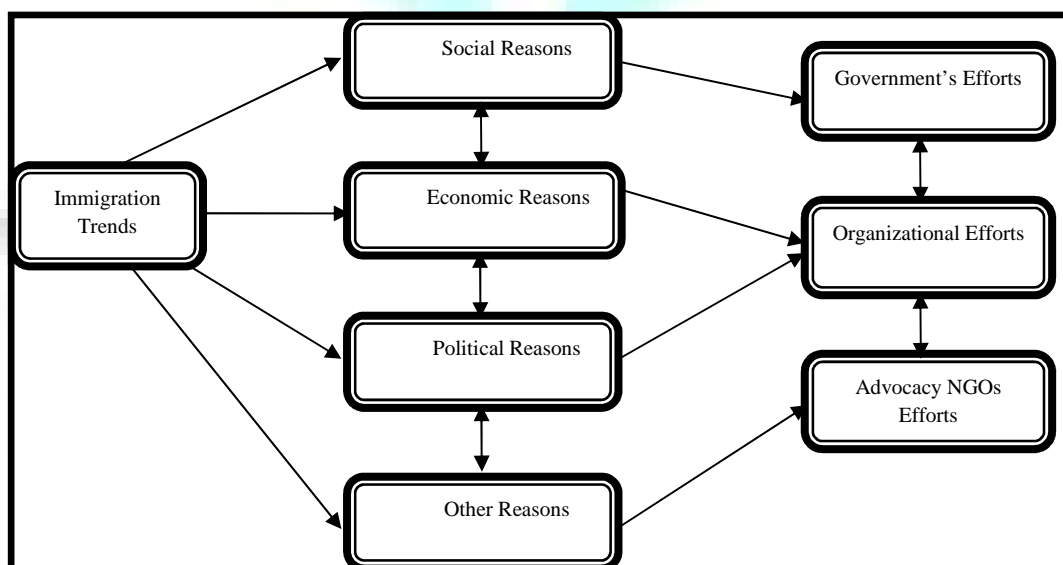 Social Reasons
Government's Efforts
Immigration
Trends
Economic Reasons
Organizational Efforts
Political Reasons
Advocacy NGOs
Efforts
Other Reasons